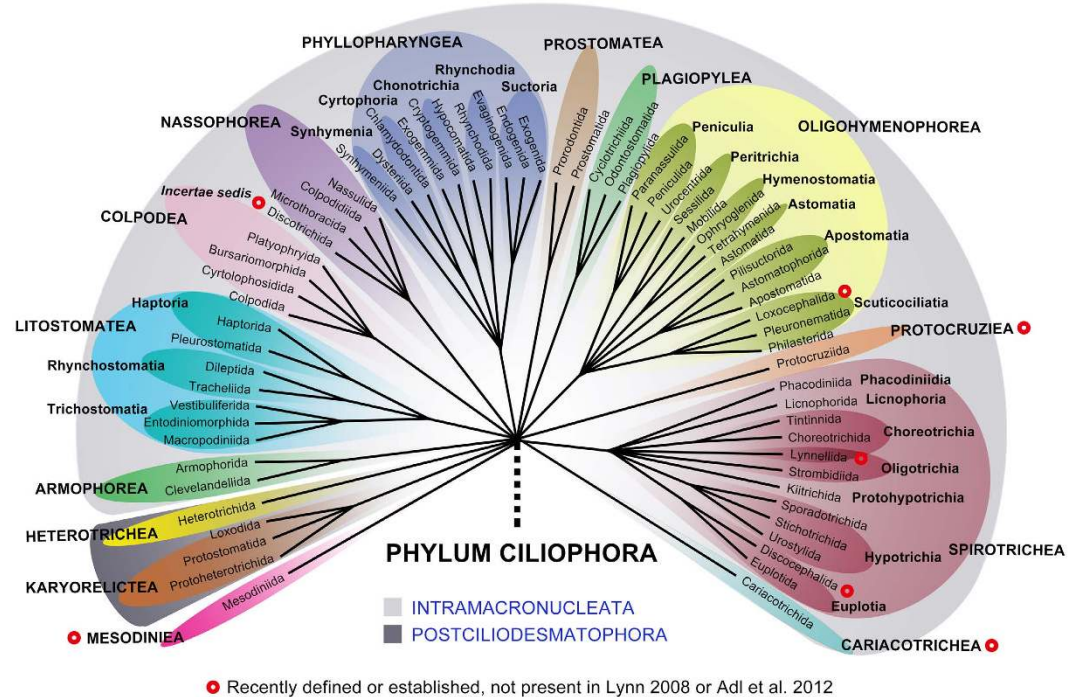 PHYLLOPHARYNGEA
PROSTOMATEA
Rhynchodia
Chonotrichia
Suctoria
PLAGIOPYLEA
Cyrtophoria
NASSOPHOREA
Synhymenia
Peniculia
OLIGOHYMENOPHOREA
Peritrichia
Hymenostomatia
Astomatia
Apostomatia
Scuticociliatia
PROTOCRUZIEA
Incertae sedis
COLPODEA
Haptoria
LITOSTOMATEA
Rhynchostomatia
Trichostomatia
ARMOPHOREA
HETEROTRICHEA
KARYORELICTEA
MESODINIEA
Mesodiniida
Protoheterotrichida
Protostomatida
Loxodida
Heterotrichida
Clevelandellida
Armophorida
Macropodiniida
Entodiniomorphida
Vestibuliferida
Tracheliida
Dileptida
Pleurostomatida
Haptorida
Colpodida
Cyrtolophosidida
Bursariomorphida
Platyophryida
Discotrichida
Microthoracida
Colpodidiida
Nassulida
Synhymeniida
Dysteriida
Chlamydodontida
Exogemmida
Cryptogemmida
Hypocomatida
Rhynchodida
Evaginogenida
Endogenida
Exogenida
Prorodontida
Prostomatida
Cyclotrichiida
Odontostomatida
Plagiopylida
Paranassulida
Peniculida
Urocentrida
Sessilida
Mobilida
Ophryoglenida
Tetrahymenida
Astomatida
Pilisuctorida
Astomatophorida
Apostomatida
Loxocephalida
Pleuronematida
Philasterida
Protocruziida
Phacodiniida
Phacodiniidia
Licnophorida
Licnophoria
Tintinnida
Choreotrichida
Choreotrichia
Lynnellida
Strombidiida
Oligotrichia
Kiitrichida
Protohypotrichia
Sporadotrichida
Stichotrichida
Urostylida
Hypotrichia
SPIROTRICHEA
Discocephalida
Euplotida
Euplotia
Cariacotrichida
CARIACOTRICHEA
PHYLUM CILIOPHORA
INTRAMACRONUCLEATA
POSTCILIODESMATOPHORA
Recently defined or established, not present in Lynn 2008 or Adl et al. 2012